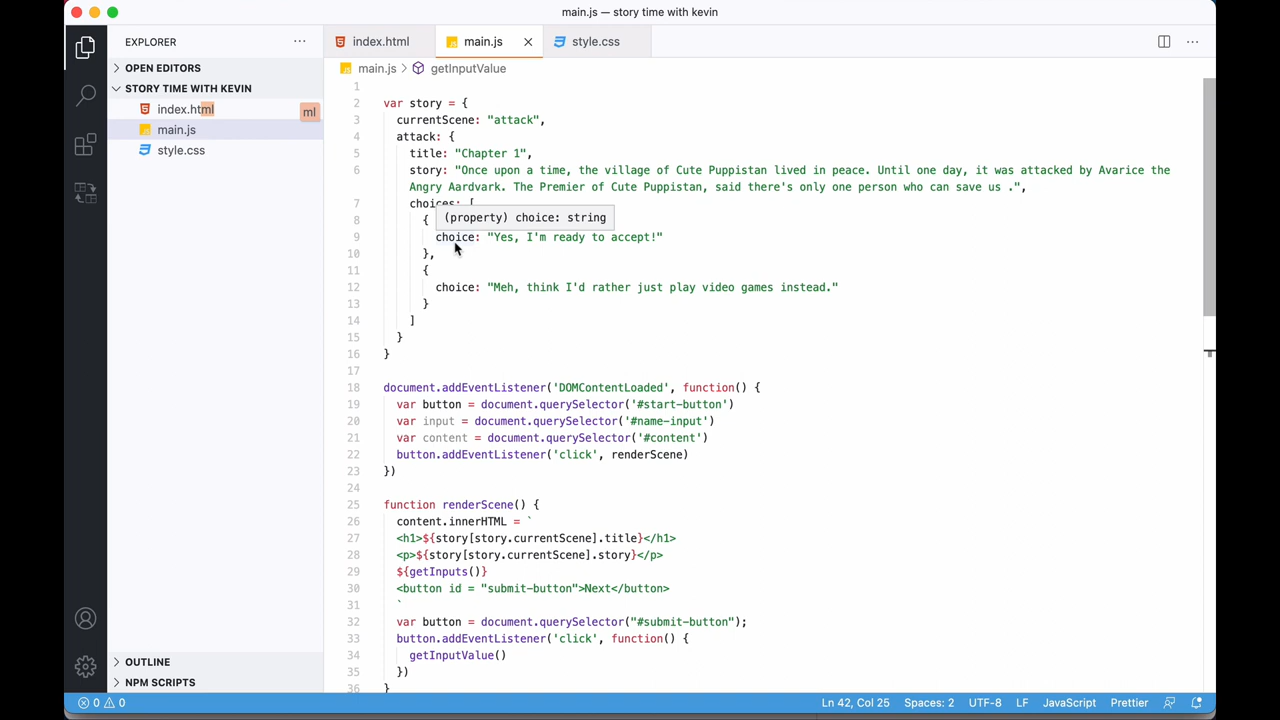 main.js — story time with kevin
EXPLORER ···
index.html
main.js ×
style.css
···
OPEN EDITORS
STORY TIME WITH KEVIN
index.html
ml
main.js
style.css
OUTLINE
NPM SCRIPTS
main.js > getInputValue
1
2 var story = {
3 currentScene: "attack",
4 attack: {
5 title: "Chapter 1",
6 story: "Once upon a time, the village of Cute Puppistan lived in peace. Until one day, it was attacked by Avarice the
Angry Aardvark. The Premier of Cute Puppistan, said there's only one person who can save us .",
7 choices: [
(property) choice: string
8 {
9 choice: "Yes, I'm ready to accept!"
10 },
11 {
12 choice: "Meh, think I'd rather just play video games instead."
13 }
14 ]
15 }
16 }
17
18 document.addEventListener('DOMContentLoaded', function() {
19 var button = document.querySelector('#start-button')
20 var input = document.querySelector('#name-input')
21 var content = document.querySelector('#content')
22 button.addEventListener('click', renderScene)
23 })
24
25 function renderScene() {
26 content.innerHTML = `
27 <h1>${story[story.currentScene].title}</h1>
28 <p>${story[story.currentScene].story}</p>
29 ${getInputs()}
30 <button id = "submit-button">Next</button>
31 `
32 var button = document.querySelector("#submit-button");
33 button.addEventListener('click', function() {
34 getInputValue()
35 })
36 }
0 0 Ln 42, Col 25 Spaces: 2 UTF-8 LF JavaScript Prettier